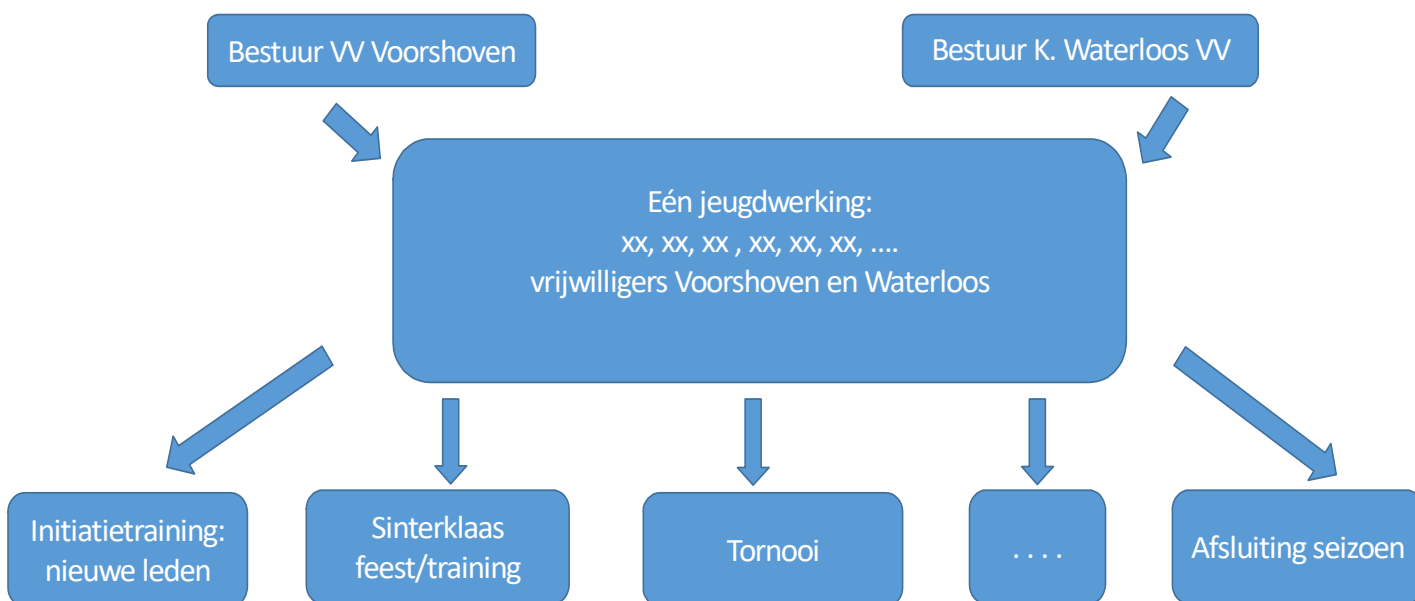 Bestuur VV Voorshoven
Bestuur K. Waterloos VV
Eén jeugdwerking:
xx, xx, xx , xx, xx, xx, ….
vrijwilligers Voorshoven en Waterloos
Initiatietraining:
nieuwe leden
Sinterklaas
feest/training
Tornooi
. . . .
Afsluiting seizoen